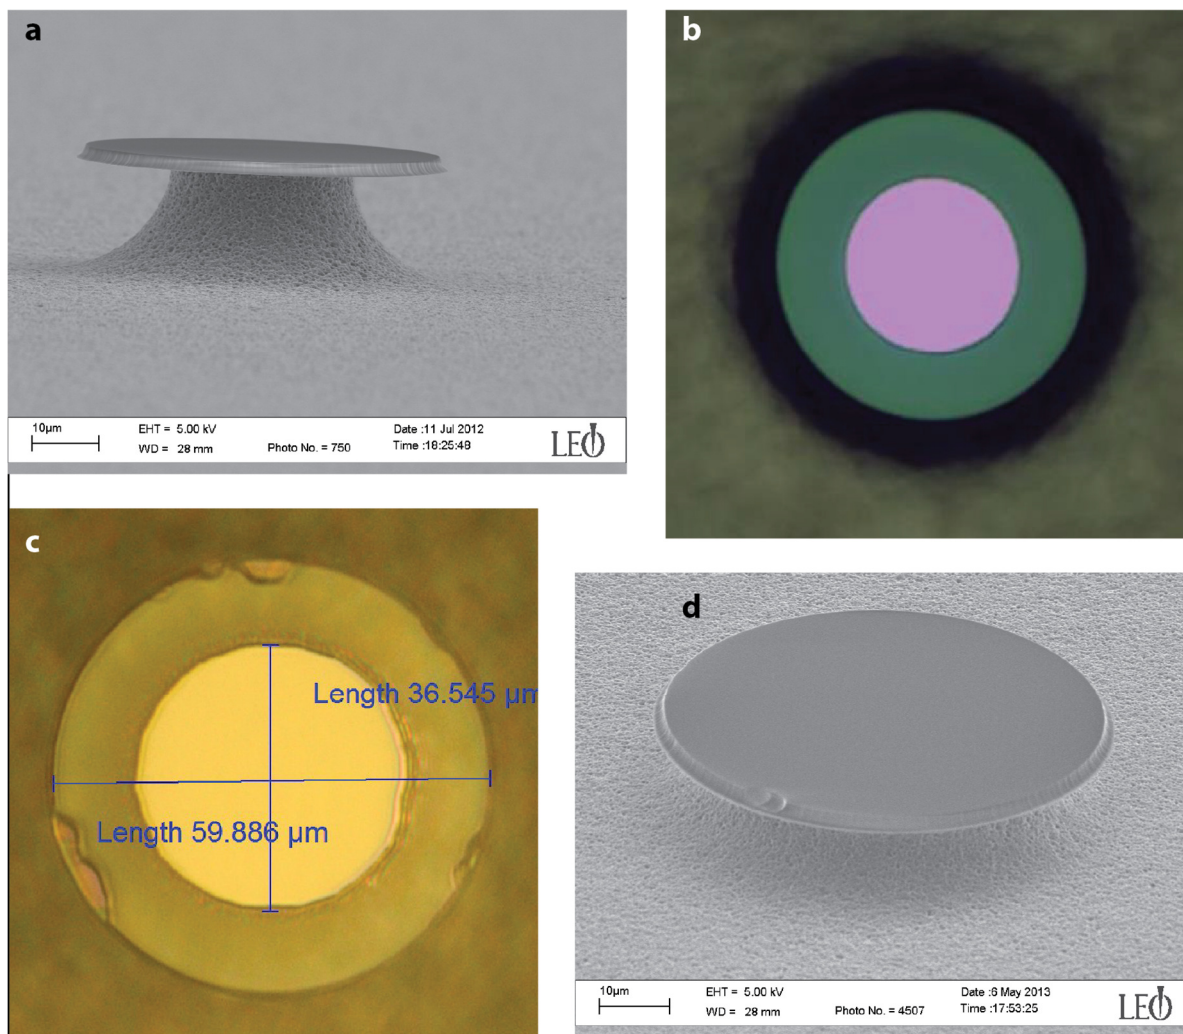 a
10µm
EHT = 5.00 kV
WD = 28 mm
Photo No. = 750
Date :11 Jul 2012
Time :18:25:48
LEO
b
c
Length 36.545 µm
Length 59.886 µm
d
10µm
EHT = 5.00 kV
WD = 28 mm
Photo No. = 4507
Date :6 May 2013
Time :17:53:25
LEO